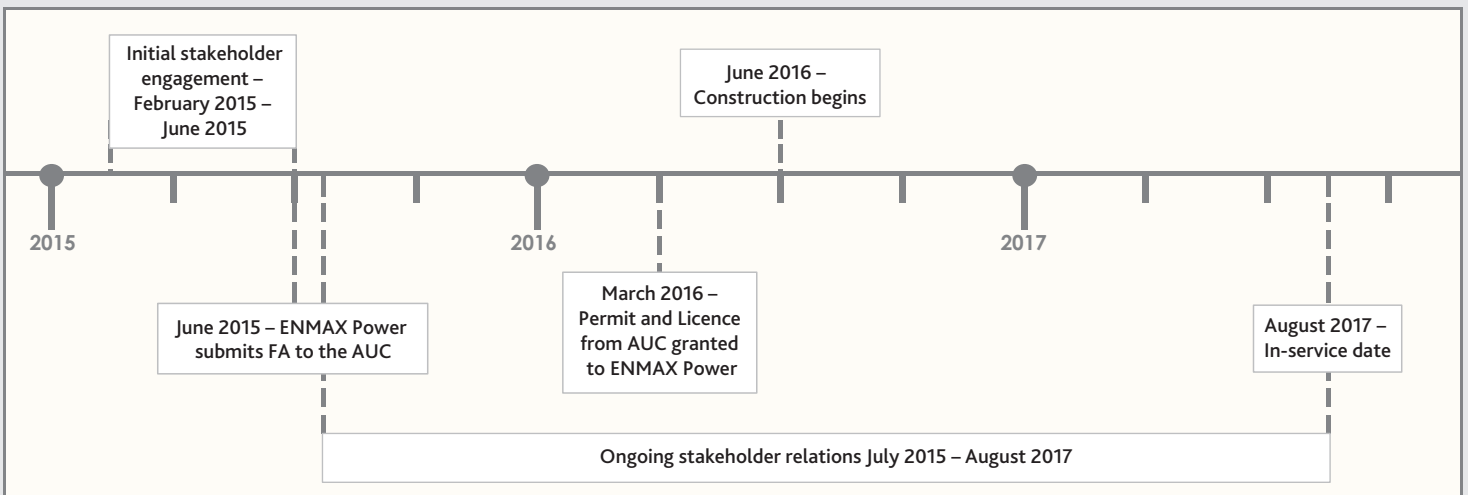 Initial stakeholder
engagement –
February 2015 –
June 2015
June 2016 –
Construction begins
2015
2016
2017
June 2015 – ENMAX Power
submits FA to the AUC
March 2016 –
Permit and Licence
from AUC granted
to ENMAX Power
August 2017 –
In-service date
Ongoing stakeholder relations July 2015 – August 2017